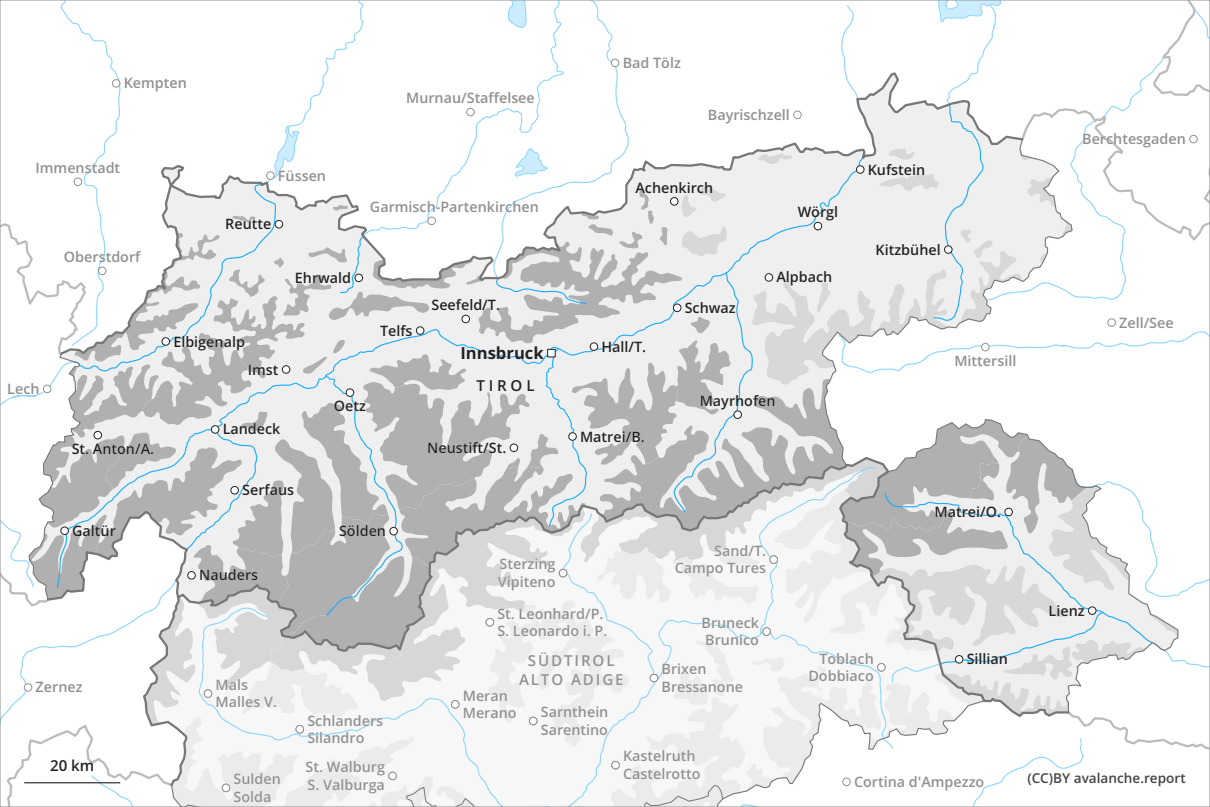 Bad Tölz
Kempten
Murnau/Staffelsee
Bayrischzell
Berchtesgaden
Immenstadt
Füssen
Kufstein
Achenkirch
Garmisch-Partenkirchen
Wörgl
Reutte
Kitzbühel
Oberstdorf
Ehrwald
Alpbach
Seefeld/T.
Schwaz
Telfs
Zell/See
Elbigenalp
Innsbruck
Hall/T.
Mittersill
Imst
TIROL
Lech
Oetz
Mayrhofen
Landeck
Matrei/B.
St. Anton/A.
Neustift/St.
Serfaus
Matrei/O.
Galtür
Sölden
Sand/T.
Campo Tures
Sterzing
Vipiteno
Nauders
Lienz
St. Leonhard/P.
S. Leonardo i. P.
Bruneck
Brunico
SÜDTIROL
ALTO ADIGE
Toblach
Dobbiaco
Sillian
Brixen
Bressanone
Zernez
Mals
Malles V.
Meran
Merano
Sarnthein
Sarentino
Schlanders
Silandro
Kastelruth
Castelrotto
20 km
St. Walburg
S. Valburga
Sulden
Solda
Cortina d'Ampezzo
(CC)BY avalanche.report